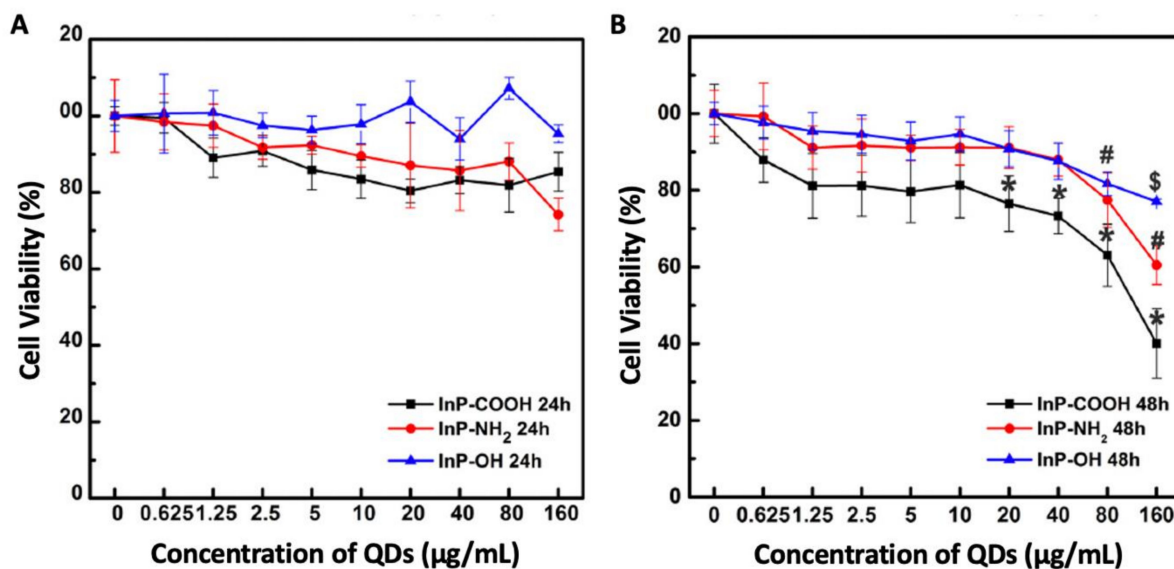 A
Cell Viability (%)
20
00
80
60
40
20
0
InP-COOH 24h
InP-NH₂ 24h
InP-OH 24h
0 0.625 1.25 2.5 5 10 20 40 80 160
Concentration of QDs (µg/mL)
B
Cell Viability (%)
20
00
80
60
40
20
0
#
$
* *
* #
*
InP-COOH 48h
InP-NH₂ 48h
InP-OH 48h
0 0.625 1.25 2.5 5 10 20 40 80 160
Concentration of QDs (µg/mL)